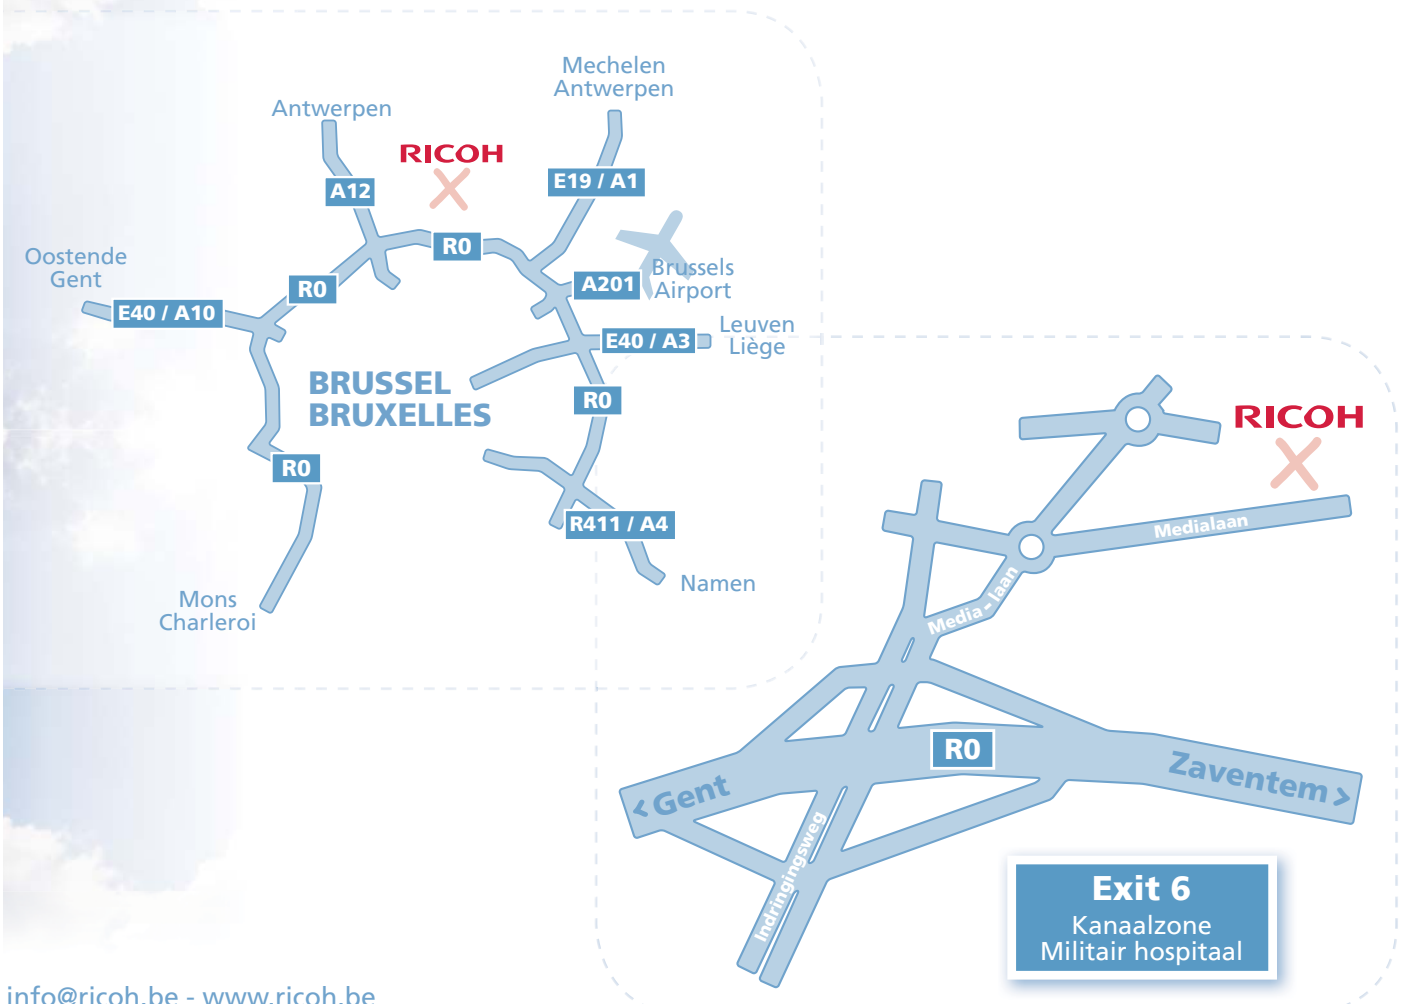 Mechelen
Antwerpen
Antwerpen
RICOH
A12
E19 / A1
R0
Oostende
Gent
Brussels
Airport
A201
R0
E40 / A10
E40 / A3
Leuven
Liège
BRUSSEL
BRUXELLES
R0
R0
R411 / A4
Namen
Mons
Charleroi
RICOH
Medialaan
Media - laan
R0
Zaventem >
< Gent
Indringingsweg
Exit 6
Kanaalzone
Militair hospitaal
info@ricoh.be - www.ricoh.be